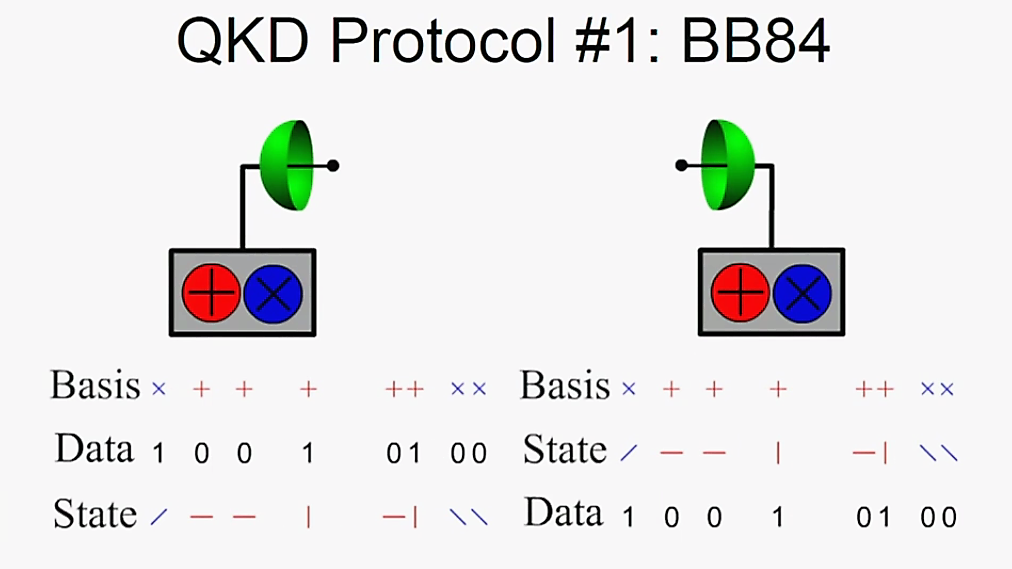 QKD Protocol #1: BB84
Basis × + + + ++ ××
Data 1 0 0 1 01 00
State / — — | —| \\
Basis × + + + ++ ××
State / — — | —| \\
Data 1 0 0 1 01 00